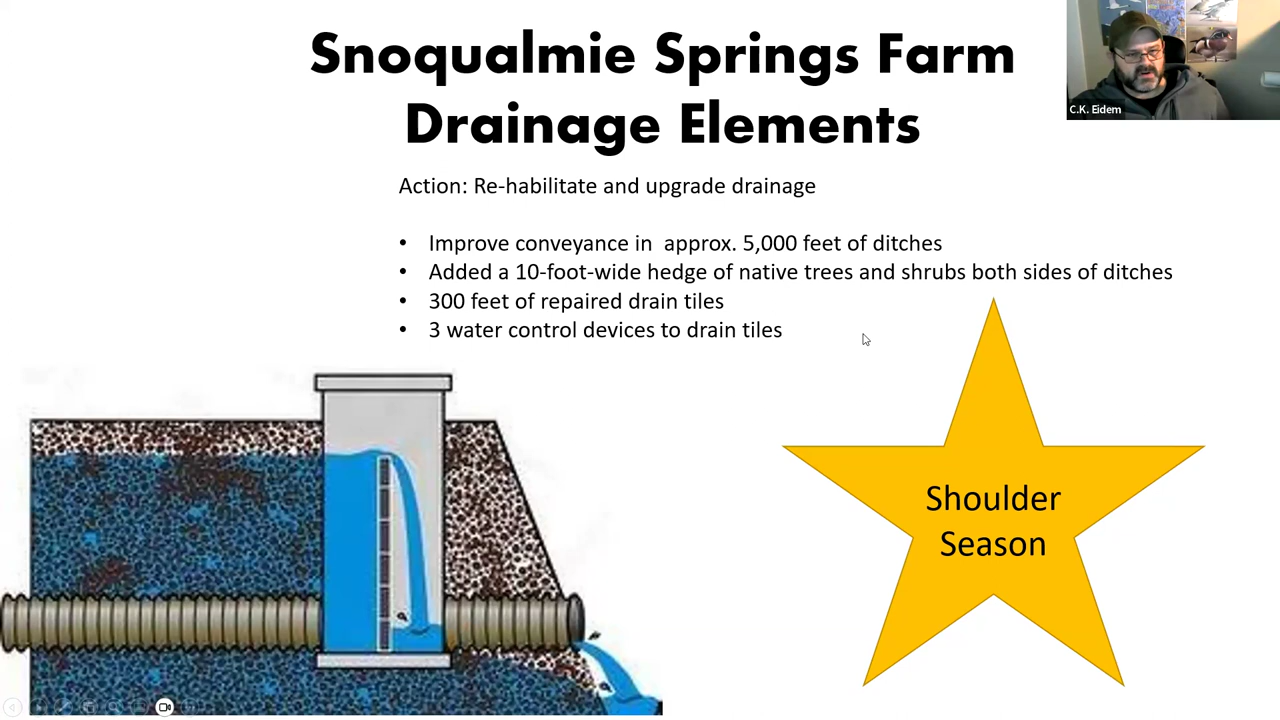 Snoqualmie Springs Farm
Drainage Elements
C.K. Eidem
Action: Re-habilitate and upgrade drainage
• Improve conveyance in approx. 5,000 feet of ditches
• Added a 10-foot-wide hedge of native trees and shrubs both sides of ditches
• 300 feet of repaired drain tiles
• 3 water control devices to drain tiles
Shoulder
Season